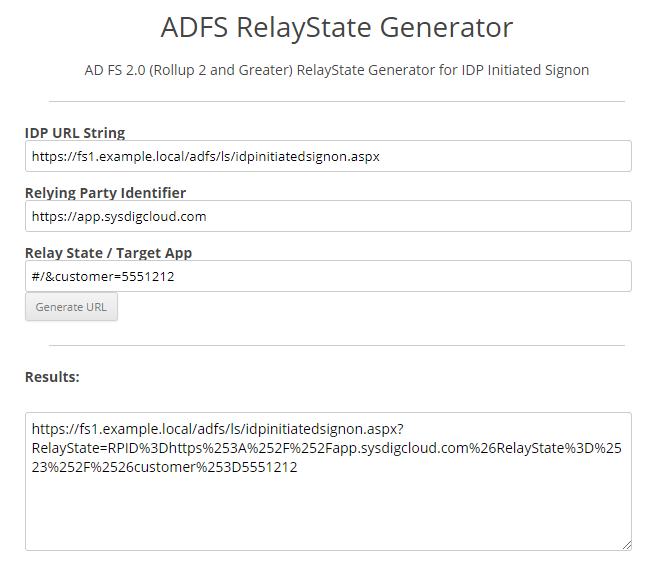 ADFS RelayState Generator
AD FS 2.0 (Rollup 2 and Greater) RelayState Generator for IDP Initiated Signon
IDP URL String
https://fs1.example.local/adfs/ls/idpinitiatedsignon.aspx
Relying Party Identifier
https://app.sysdigcloud.com
Relay State / Target App
#/&customer=5551212
Generate URL
Results:
https://fs1.example.local/adfs/ls/idpinitiatedsignon.aspx?
RelayState=RPID%3Dhttps%253A%252F%252Fapp.sysdigcloud.com%26RelayState%3D%25
23%252F%2526customer%253D5551212